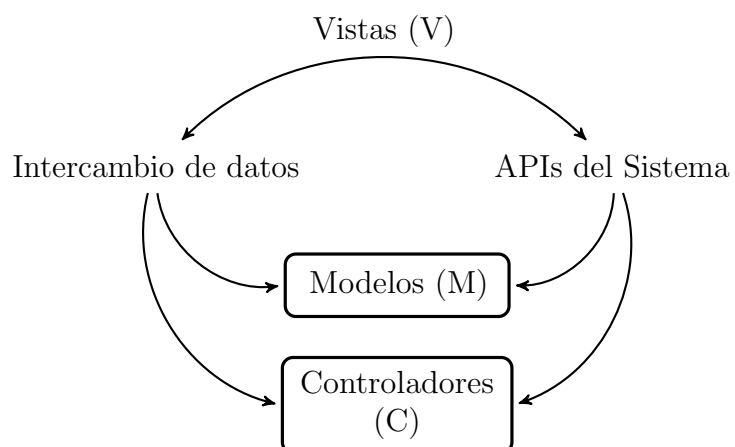 Vistas (V)
Intercambio de datos
APIs del Sistema
Modelos (M)
Controladores
(C)